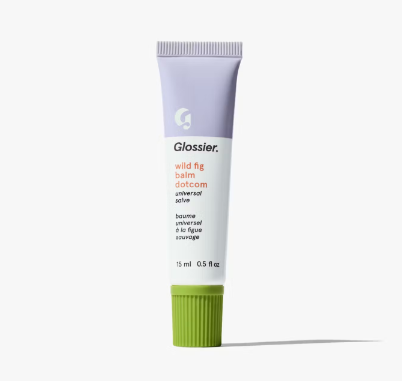 G
Glossier.
wild fig
balm
dotcom
universal
salve
baume
universel
à la figue
sauvage
15 ml 0.5 fl oz